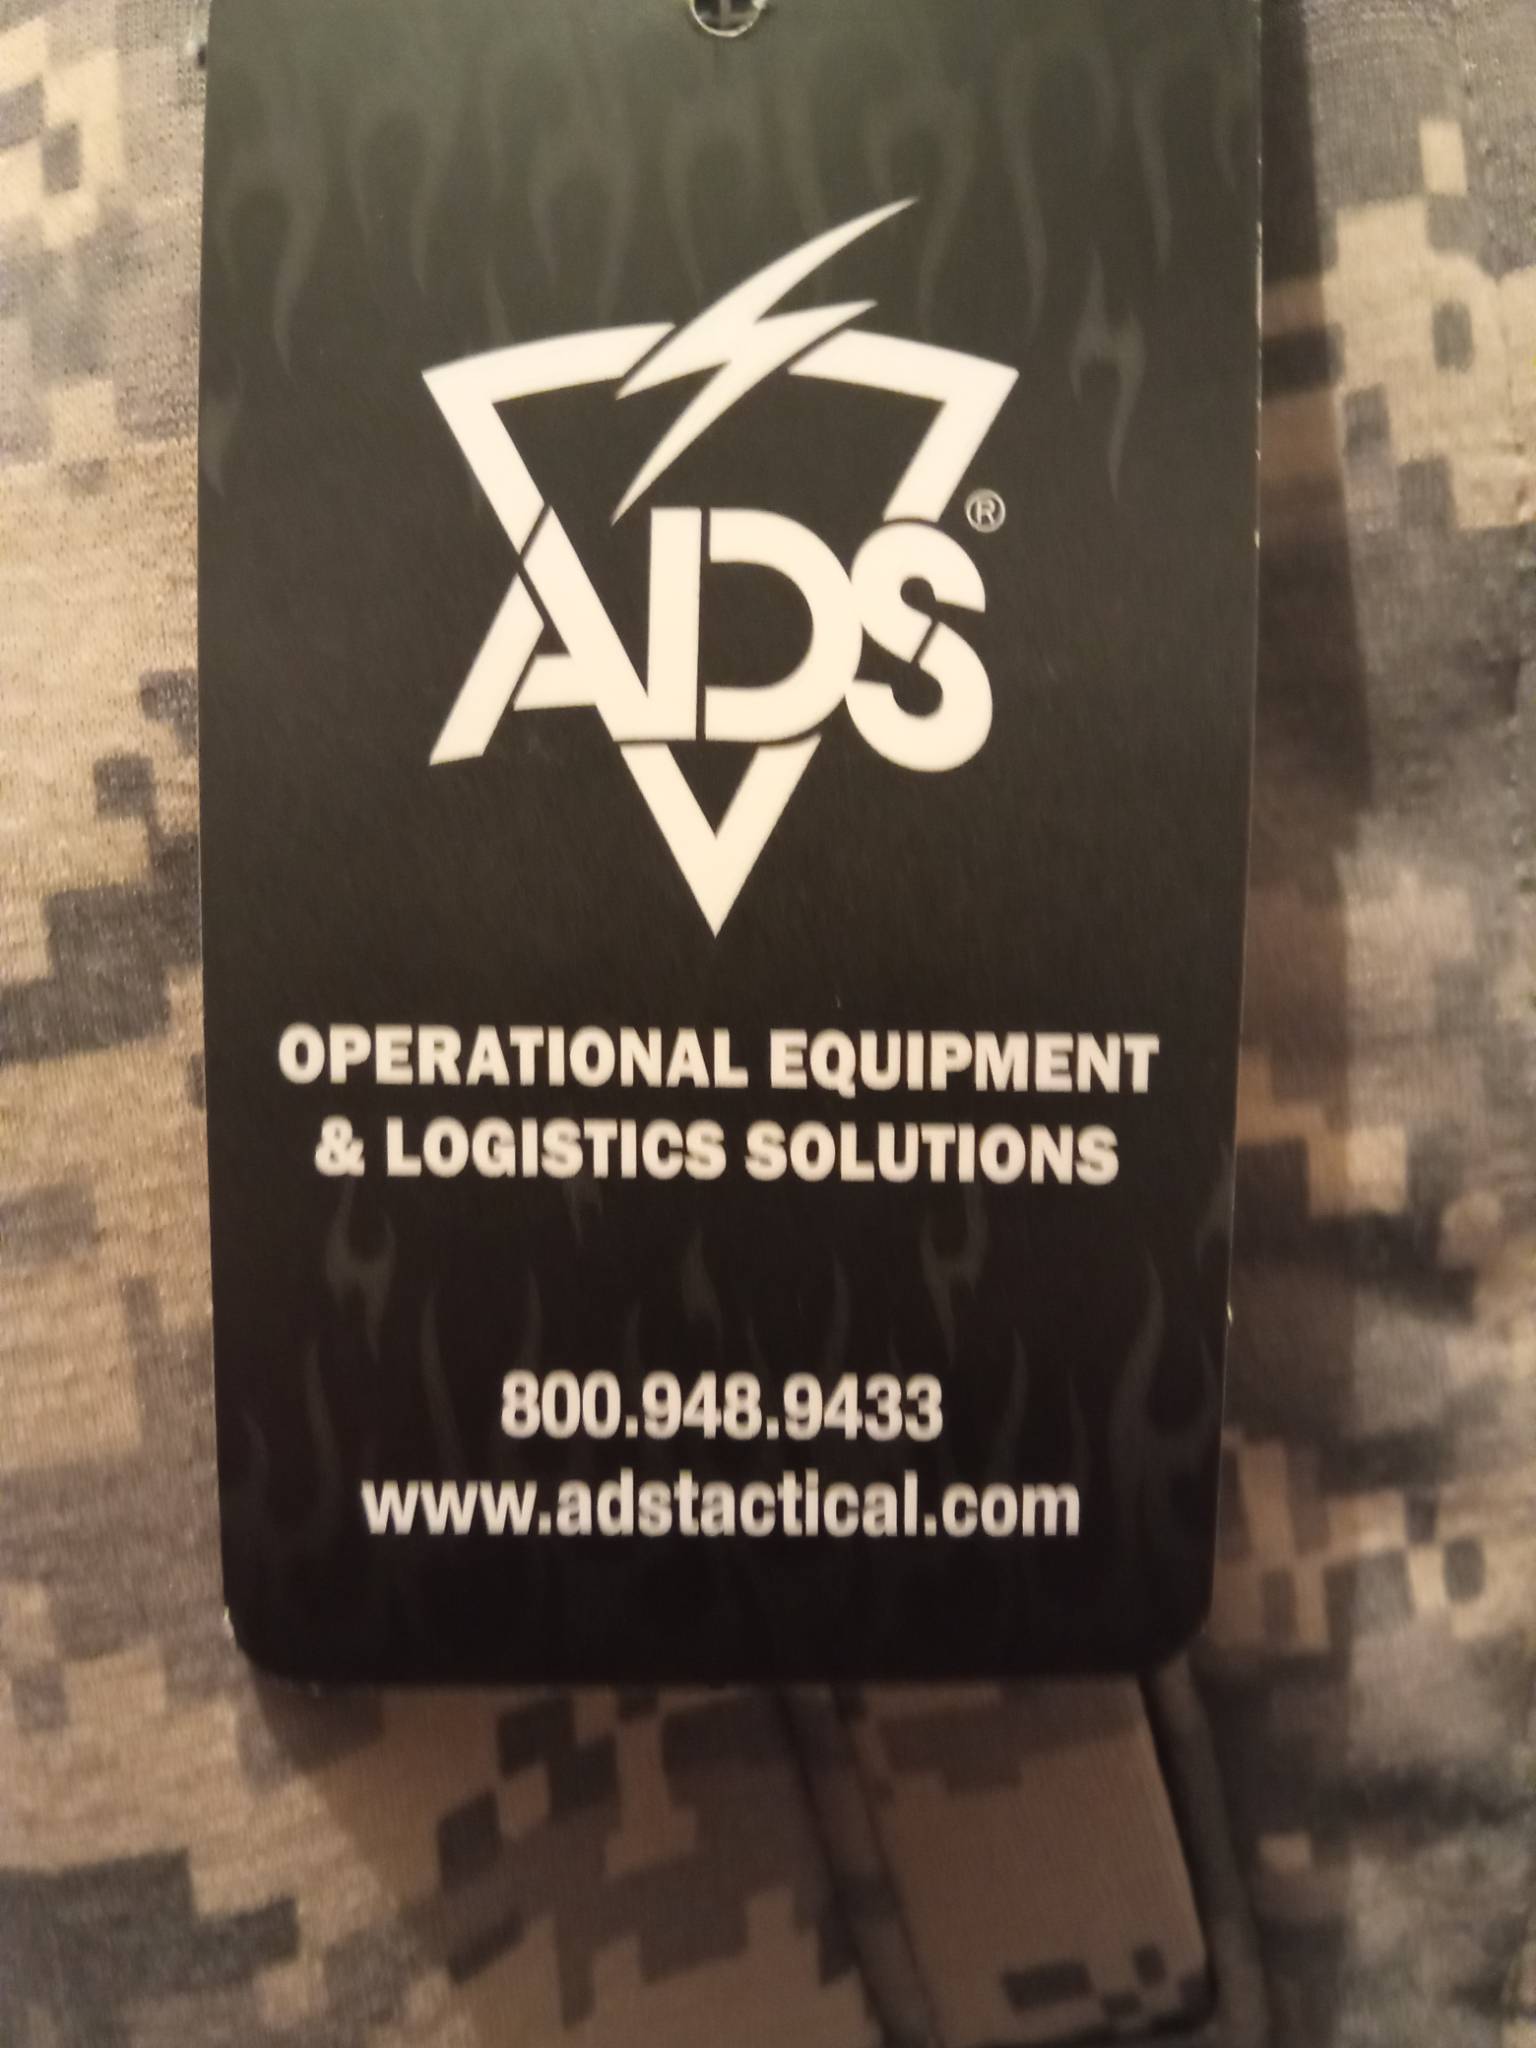 ADS®
OPERATIONAL EQUIPMENT
& LOGISTICS SOLUTIONS
800.948.9433
www.adstactical.com